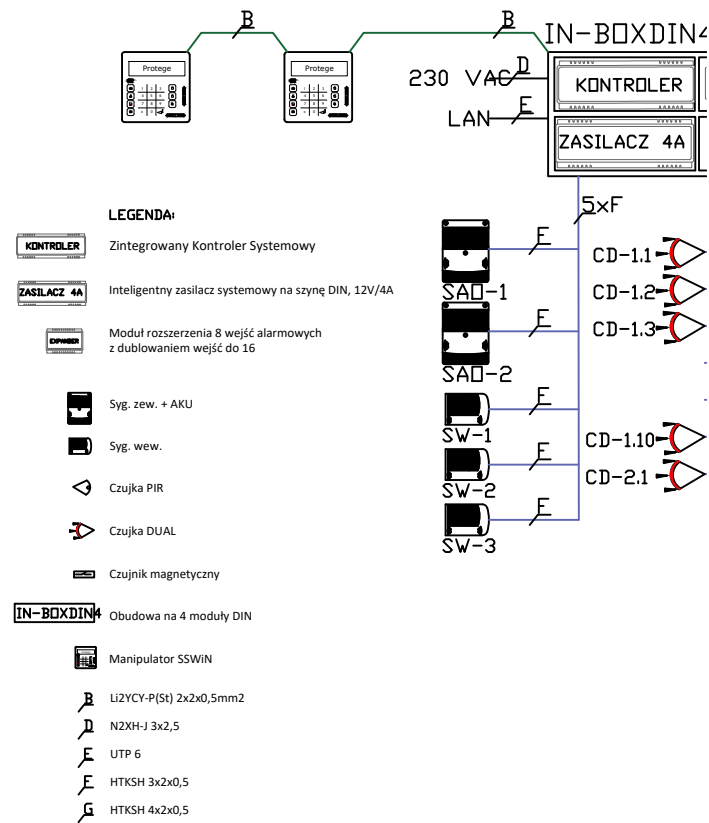 B
B
IN-BOXDIN4
Protege
Protege
230 VAC
D
KONTROLER
LAN
E
ZASILACZ 4A
5xF
LEGENDA:
KONTROLER
Zintegrowany Kontroler Systemowy
ZASILACZ 4A
Inteligentny zasilacz systemowy na szynę DIN, 12V/4A
EXPANDER
Moduł rozszerzenia 8 wejść alarmowych
z dublowaniem wejść do 16
Syg. zew. + AKU
Syg. wew.
Czujka PIR
Czujka DUAL
Czujnik magnetyczny
IN-BOXDIN4
Obudowa na 4 moduły DIN
Manipulator SSWiN
B
Li2YCY-P(St) 2x2x0,5mm2
D
N2XH-J 3x2,5
E
UTP 6
F
HTKSH 3x2x0,5
G
HTKSH 4x2x0,5
F
SAO-1
F
SAO-2
F
SW-1
F
SW-2
F
SW-3
CD-1.1
CD-1.2
CD-1.3
CD-1.10
CD-2.1